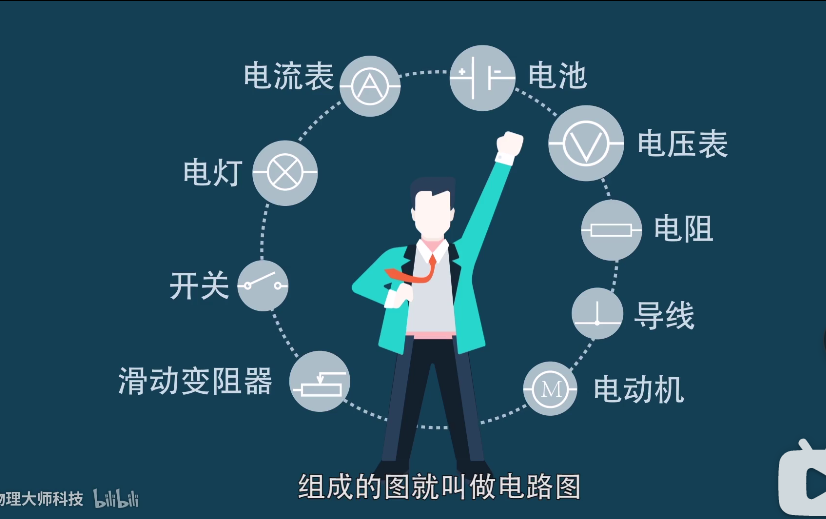 电流表
电池
电压表
电灯
电阻
开关
导线
滑动变阻器
电动机
A
V
M
物理大师科技 bilibili
组成的图就叫做电路图